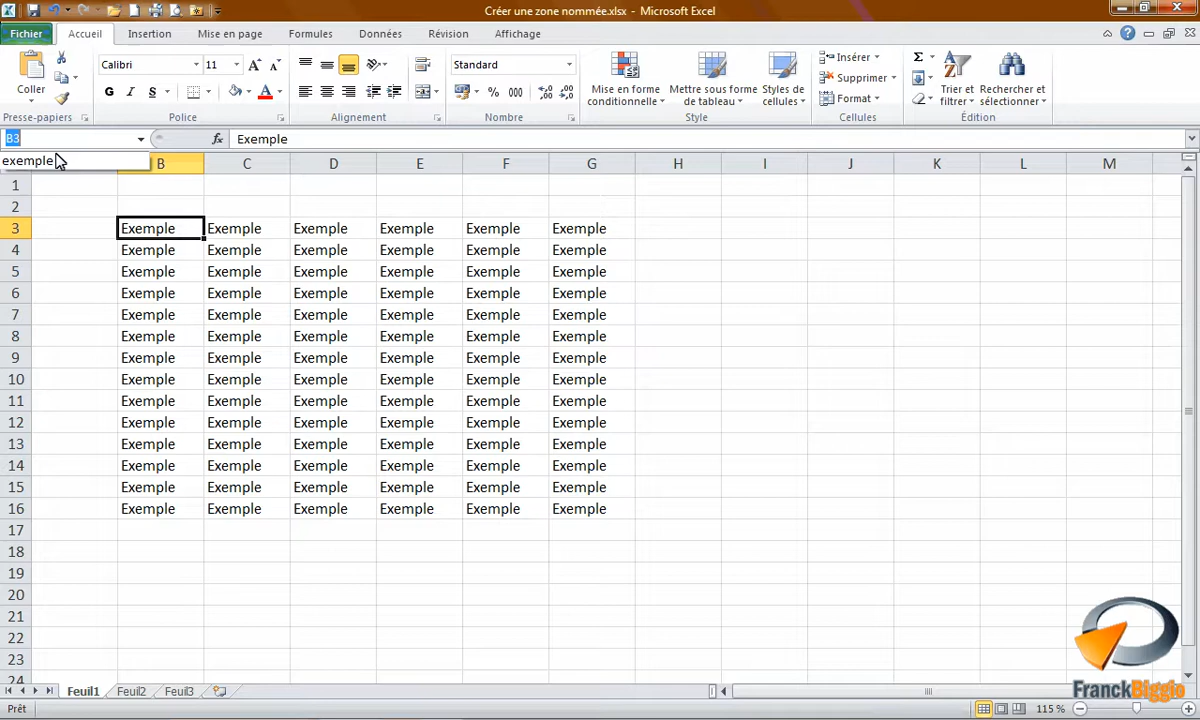 Créer une zone nommée.xlsx - Microsoft Excel
Fichier Accueil Insertion Mise en page Formules Données Révision Affichage
Coller
Calibri 11
G I S A
Standard
% 000
Mise en forme conditionnelle
Mettre sous forme de tableau
Styles de cellules
Insérer
Supprimer
Format
Σ
Trier et filtrer
Rechercher et sélectionner
Presse-papiers Police Alignement Nombre Style Cellules Édition
B3 fx Exemple
exemple
B C D E F G H I J K L M
1
2
3 Exemple Exemple Exemple Exemple Exemple Exemple
4 Exemple Exemple Exemple Exemple Exemple Exemple
5 Exemple Exemple Exemple Exemple Exemple Exemple
6 Exemple Exemple Exemple Exemple Exemple Exemple
7 Exemple Exemple Exemple Exemple Exemple Exemple
8 Exemple Exemple Exemple Exemple Exemple Exemple
9 Exemple Exemple Exemple Exemple Exemple Exemple
10 Exemple Exemple Exemple Exemple Exemple Exemple
11 Exemple Exemple Exemple Exemple Exemple Exemple
12 Exemple Exemple Exemple Exemple Exemple Exemple
13 Exemple Exemple Exemple Exemple Exemple Exemple
14 Exemple Exemple Exemple Exemple Exemple Exemple
15 Exemple Exemple Exemple Exemple Exemple Exemple
16 Exemple Exemple Exemple Exemple Exemple Exemple
17
18
19
20
21
22
23
24
FranckBiggio
Feuil1 Feuil2 Feuil3
Prêt 115 %